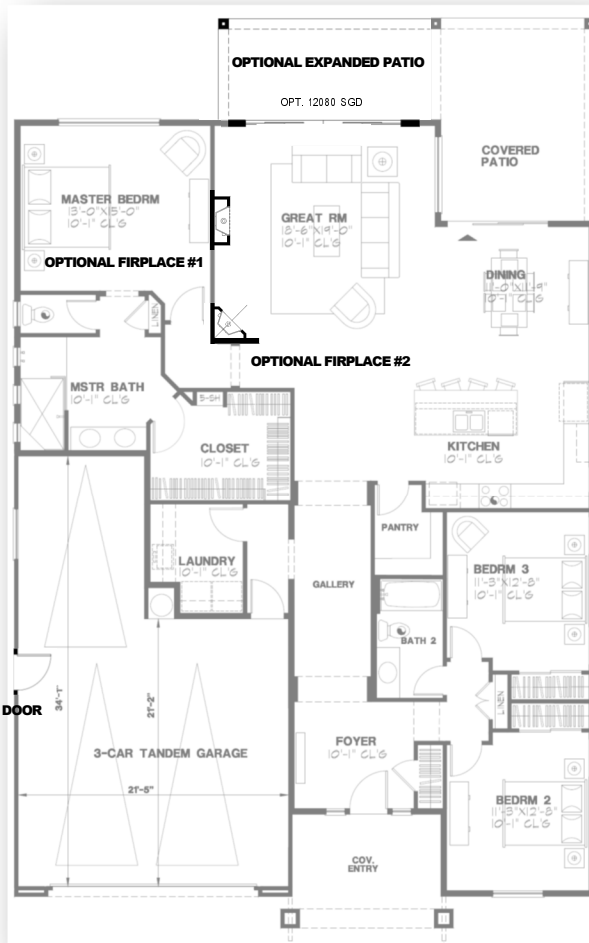 OPTIONAL EXPANDED PATIO
OPT. 12080 SGD
COVERED
PATIO
MASTER BEDRM
13'-0"X15'-0"
10'-1" CL'G
GREAT RM
18'-6"X19'-0"
10'-1" CL'G
OPTIONAL FIRPLACE #1
DINING
11'-0"X11'-9"
10'-1" CL'G
LINEN
OPTIONAL FIRPLACE #2
MSTR BATH
10'-1" CL'G
5-SH
CLOSET
10'-1" CL'G
KITCHEN
10'-1" CL'G
PANTRY
LAUNDRY
10'-1" CL'G
GALLERY
BEDRM 3
11'-3"X12'-8"
10'-1" CL'G
BATH 2
LINEN
DOOR
34'-1"
21'-2"
3-CAR TANDEM GARAGE
FOYER
10'-1" CL'G
21'-5"
BEDRM 2
11'-3"X12'-8"
10'-1" CL'G
COV.
ENTRY